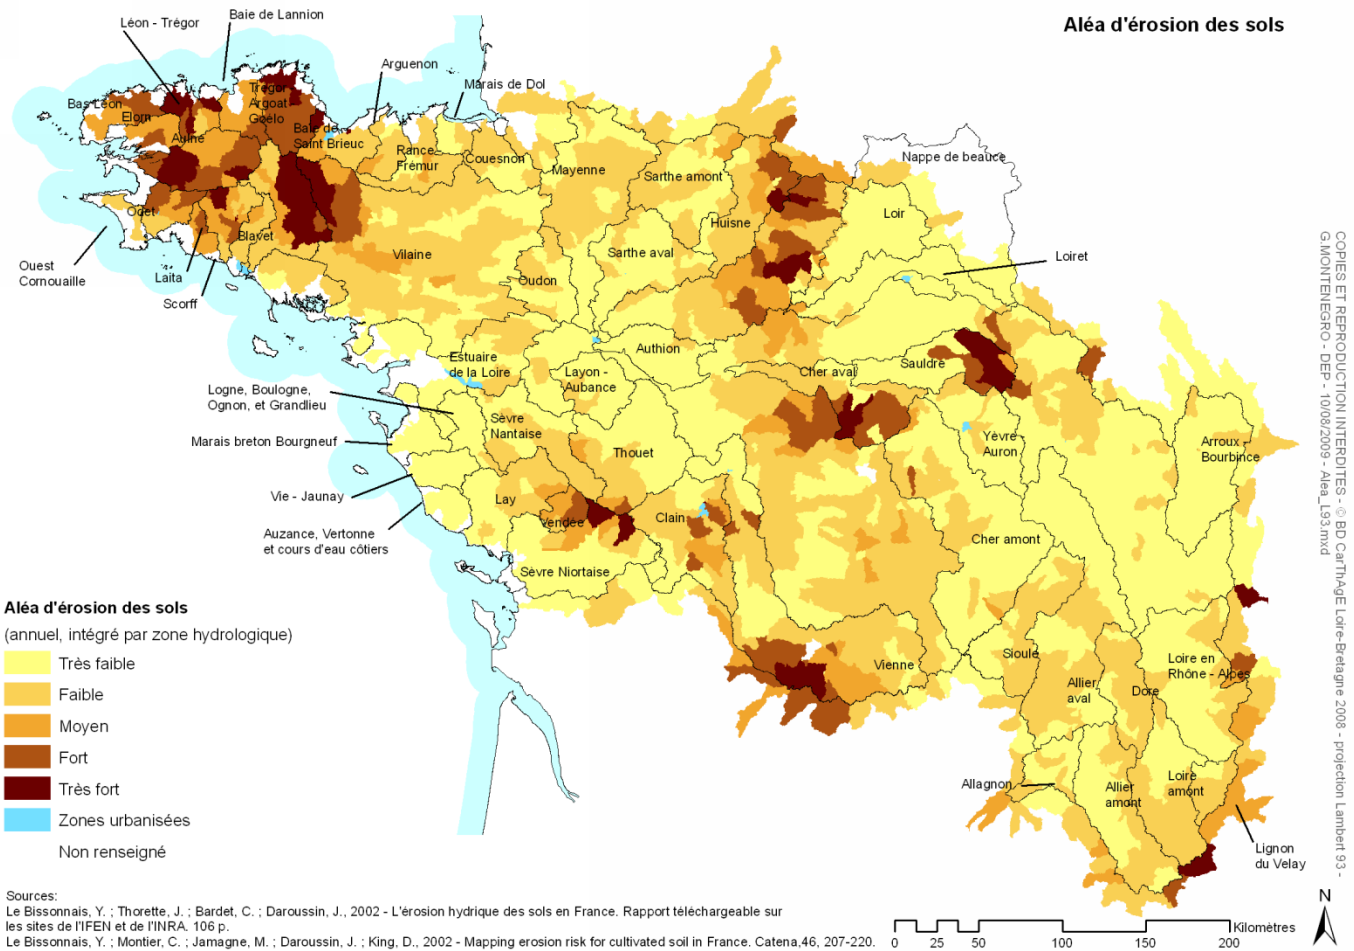 Aléa d'érosion des sols
Léon - Trégor
Baie de Lannion
Arguenon
Marais de Dol
Bas Léon
Elorn
Aulne
Trégor
Argoat
Goëlo
Baie de
Saint Brieuc
Rance
Frémur
Couesnon
Mayenne
Sarthe amont
Nappe de beauce
Huisne
Loir
Odet
Blavet
Vilaine
Sarthe aval
Oudon
Loiret
Ouest
Cornouaille
Laita
Scorff
Authion
Estuaire
de la Loire
Layon -
Aubance
Cher aval
Sauldre
Logne, Boulogne,
Ognon, et Grandlieu
Sèvre
Nantaise
Marais breton Bourgneuf
Thouet
Yèvre
Auron
Arroux -
Bourbince
Vie - Jaunay
Lay
Vendée
Clain
Auzance, Vertonne
et cours d'eau côtiers
Cher amont
Sèvre Niortaise
Vienne
Sioule
Loire en
Rhône - Alpes
Allier
aval
Dore
Allagnon
Allier
amont
Loire
amont
Lignon
du Velay
Aléa d'érosion des sols
(annuel, intégré par zone hydrologique)
Très faible
Faible
Moyen
Fort
Très fort
Zones urbanisées
Non renseigné
Sources:
Le Bissonnais, Y. ; Thorette, J. ; Bardet, C. ; Daroussin, J., 2002 - L'érosion hydrique des sols en France. Rapport téléchargeable sur
les sites de l'IFEN et de l'INRA. 106 p.
Le Bissonnais, Y. ; Montier, C. ; Jamagne, M. ; Daroussin, J. ; King, D., 2002 - Mapping erosion risk for cultivated soil in France. Catena,46, 207-220.
N
Kilomètres
0 25 50 100 150 200
COPIES ET REPRODUCTION INTERDITES - © BD CarThAgE Loire-Bretagne 2008 - projection Lambert 93 -
G.MONTENEGRO - DEP - 10/08/2009 - Alea_L93.mxd